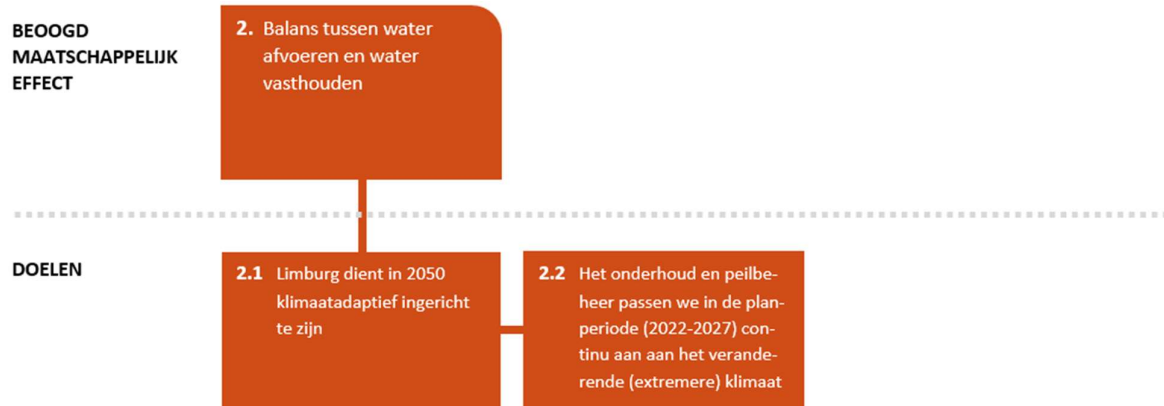 BEOOGD
MAATSCHAPPELIJK
EFFECT
2. Balans tussen water
afvoeren en water
vasthouden
DOELEN
2.1 Limburg dient in 2050
klimaatadaptief ingericht
te zijn
2.2 Het onderhoud en peilbe-
heer passen we in de plan-
periode (2022-2027) con-
tinu aan aan het verande-
rende (extremere) klimaat